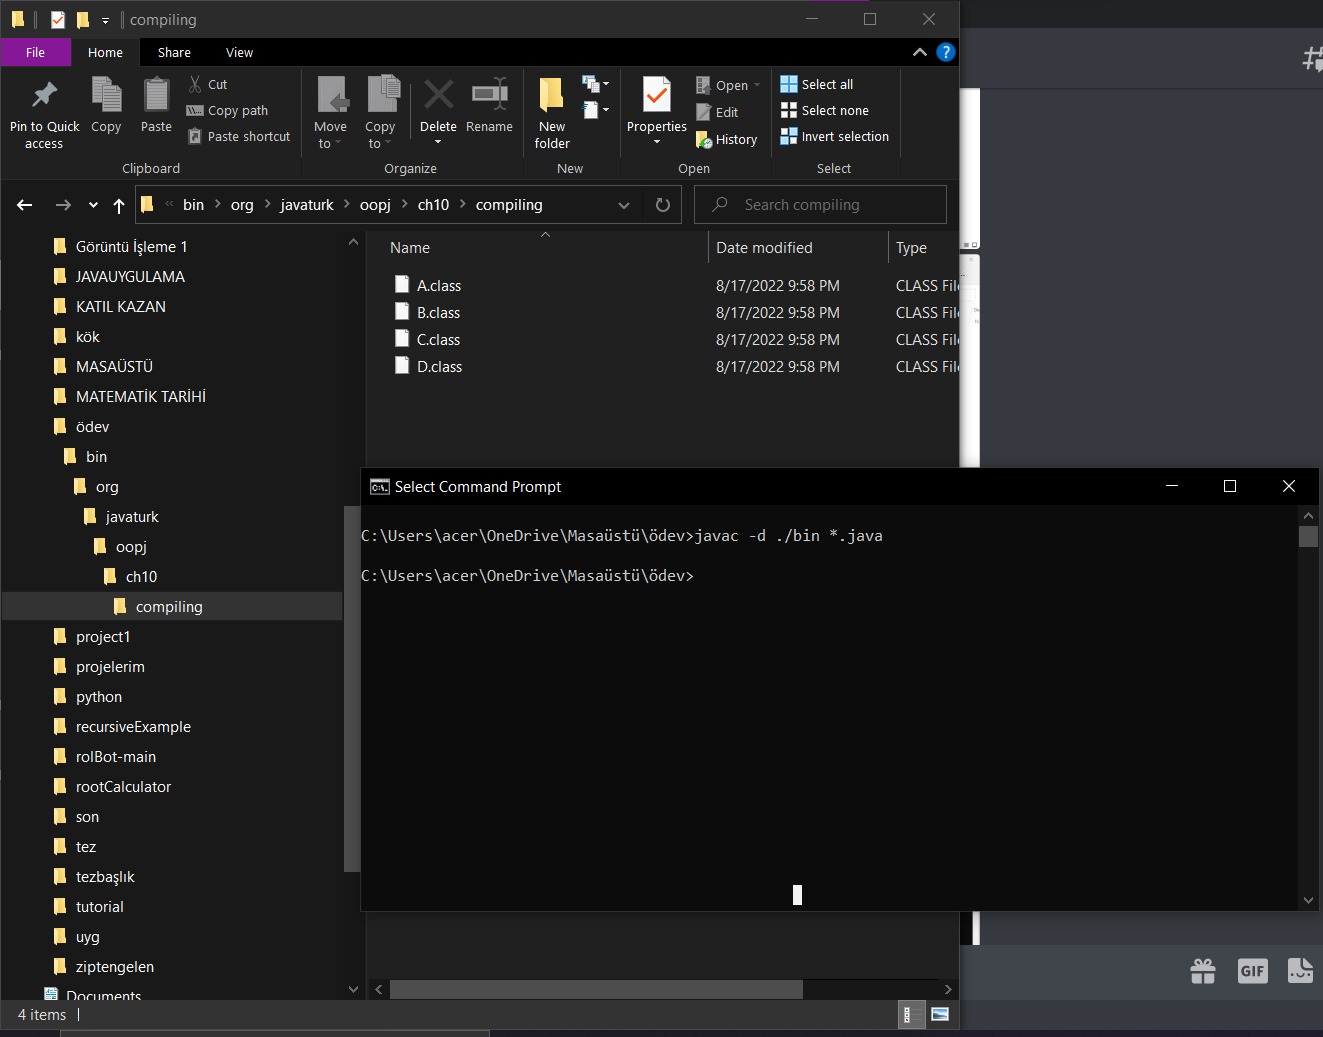 compiling
File Home Share View
Pin to Quick access
Copy
Paste
Cut
Copy path
Paste shortcut
Clipboard
Move to
Copy to
Delete
Rename
Organize
New folder
New
Properties
Open
Edit
History
Open
Select all
Select none
Invert selection
Select
« bin > org > javaturk > oopj > ch10 > compiling
Search compiling
Görüntü İşleme 1
JAVAUYGULAMA
KATIL KAZAN
kök
MASAÜSTÜ
MATEMATİK TARİHİ
ödev
bin
org
javaturk
oopj
ch10
compiling
project1
projelerim
python
recursiveExample
rolBot-main
rootCalculator
son
tez
tezbaşlık
tutorial
uyg
ziptengelen
Documents
Name Date modified Type
A.class 8/17/2022 9:58 PM CLASS File
B.class 8/17/2022 9:58 PM CLASS File
C.class 8/17/2022 9:58 PM CLASS File
D.class 8/17/2022 9:58 PM CLASS File
C:\. Select Command Prompt
C:\Users\acer\OneDrive\Masaüstü\ödev>javac -d ./bin *.java
C:\Users\acer\OneDrive\Masaüstü\ödev>
GIF
4 items